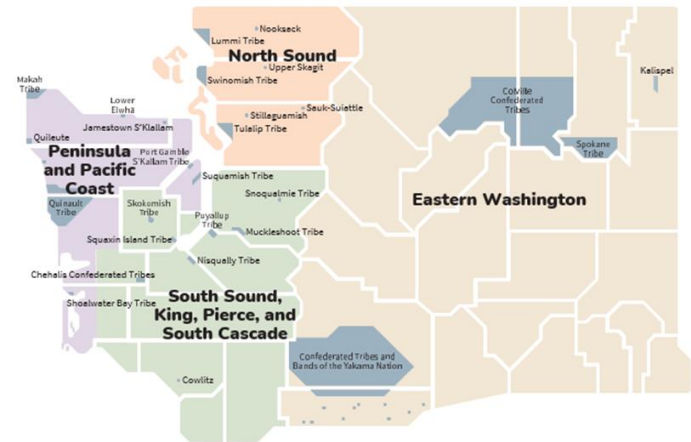 Nooksack
Lummi Tribe
North Sound
Upper Skagit
Swinomish Tribe
Sauk-Suiattle
Stillaguamish
Tulalip Tribe
Makah
Tribe
Lower
Elwha
Jamestown S'Klallam
Quileute
Port Gamble
S'Kallam Tribe
Peninsula
and Pacific
Coast
Quinault
Tribe
Suquamish Tribe
Skokomish
Tribe
Snoqualmie Tribe
Puyallup
Tribe
Muckleshoot Tribe
Squaxin Island Tribe
Nisqually Tribe
Chehalis Confederated Tribes
Shoalwater Bay Tribe
South Sound,
King, Pierce, and
South Cascade
Cowlitz
Confederated Tribes and
Bands of the Yakama Nation
Eastern Washington
Colville
Confederated
Tribes
Spokane
Tribe
Kalispel